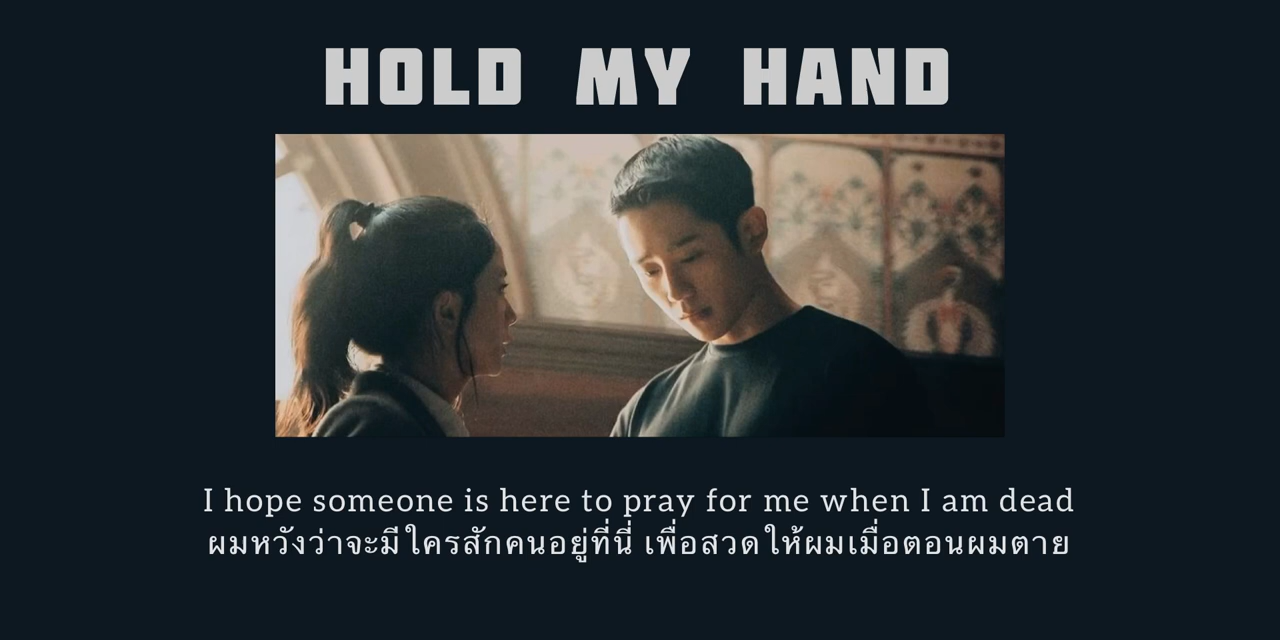 HOLD MY HAND
I hope someone is here to pray for me when I am dead
ผมหวังว่าจะมีใครสักคนอยู่ที่นี่ เพื่อสวดให้ผมเมื่อตอนผมตาย